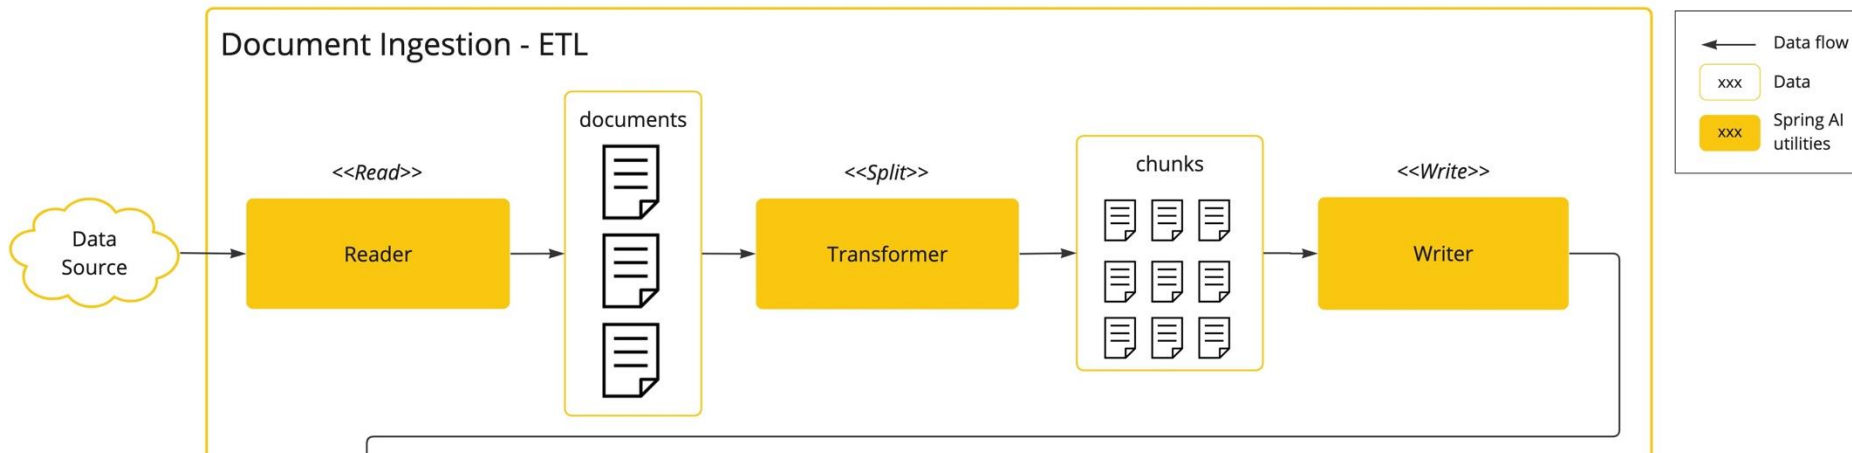 Document Ingestion - ETL
Data flow
xxx
Data
xxx
Spring AI
utilities
documents
<<Read>>
<<Split>>
chunks
<<Write>>
Data
Source
Reader
Transformer
Writer